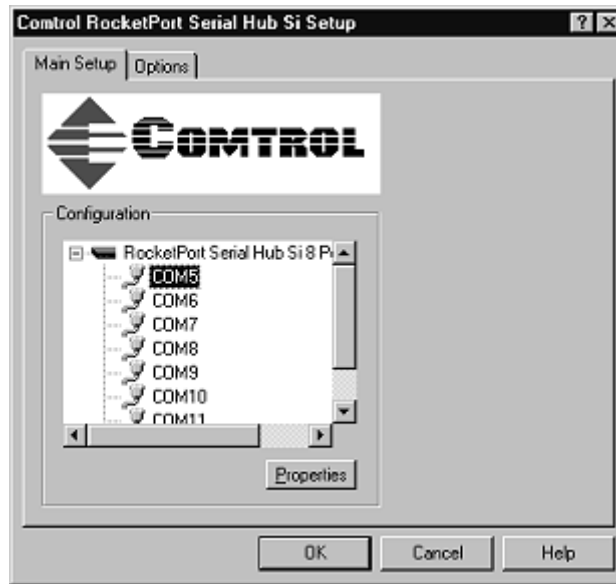 Comtrol RocketPort Serial Hub Si Setup
Main Setup
Options
COMTROL
Configuration
RocketPort Serial Hub Si 8 P
COM5
COM6
COM7
COM8
COM9
COM10
COM11
Properties
OK
Cancel
Help